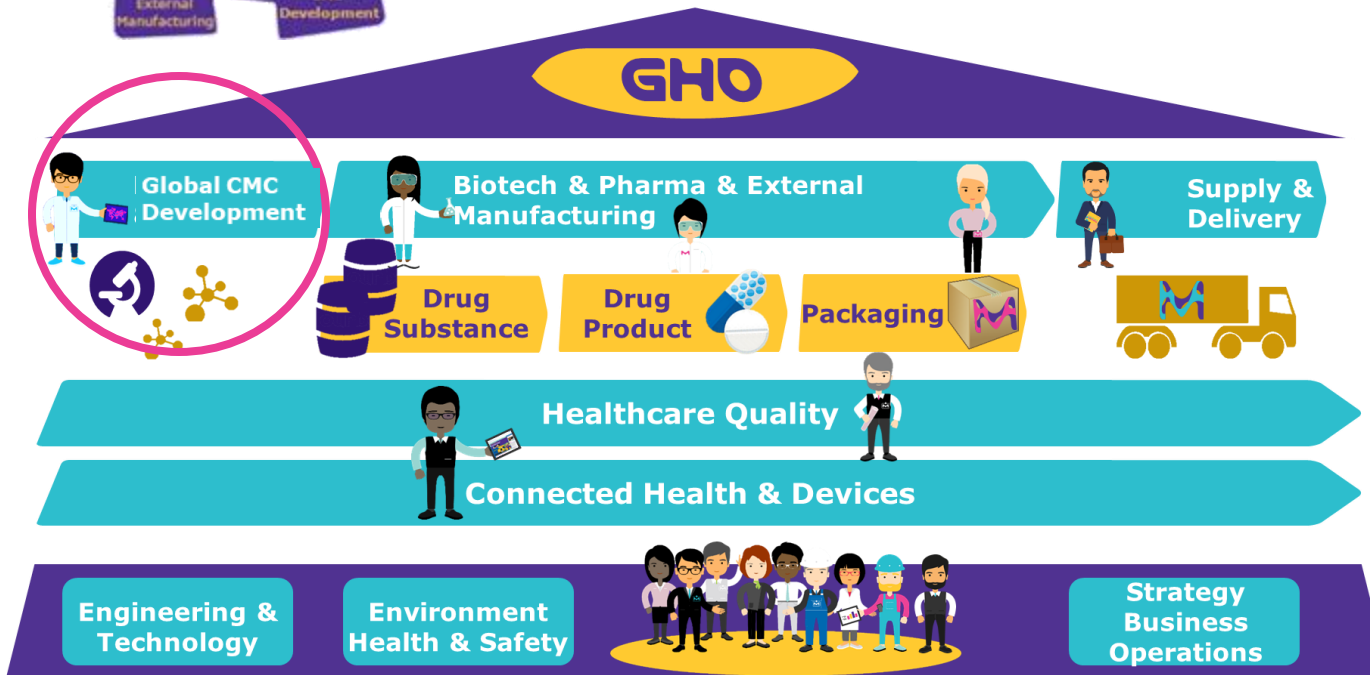 External
Manufacturing
Development
GHO
Global CMC
Development
Biotech & Pharma & External
Manufacturing
Supply &
Delivery
Drug
Substance
Drug
Product
Packaging
Healthcare Quality
Connected Health & Devices
Engineering &
Technology
Environment
Health & Safety
Strategy
Business
Operations